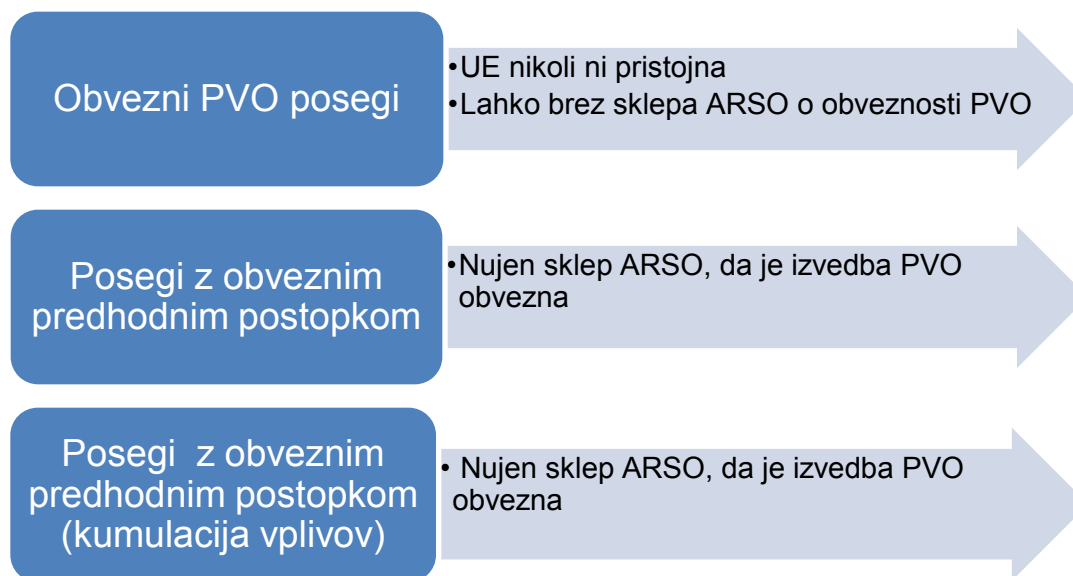 Obvezni PVO posegi
•UE nikoli ni pristojna
•Lahko brez sklepa ARSO o obveznosti PVO
Posegi z obveznim
predhodnim postopkom
•Nujen sklep ARSO, da je izvedba PVO
obvezna
Posegi z obveznim
predhodnim postopkom
(kumulacija vplivov)
• Nujen sklep ARSO, da je izvedba PVO
obvezna